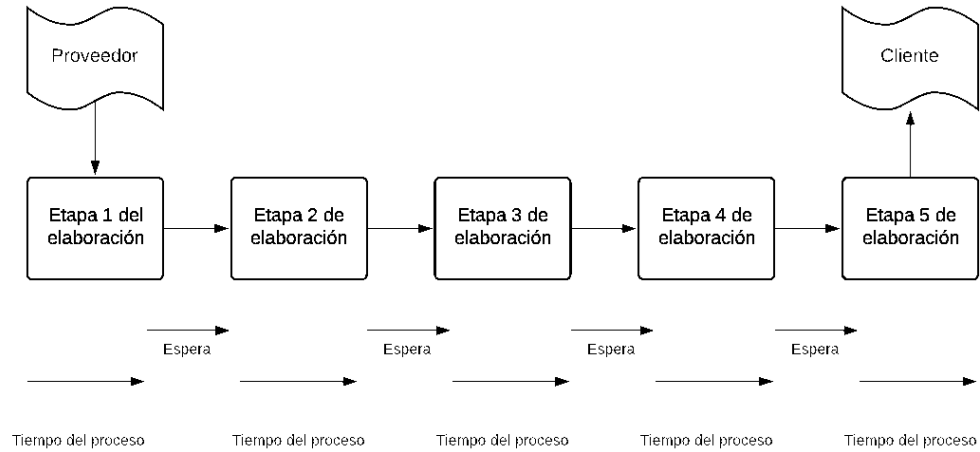 Proveedor
Cliente
Etapa 1 del
elaboración
Etapa 2 de
elaboración
Etapa 3 de
elaboración
Etapa 4 de
elaboración
Etapa 5 de
elaboración
Espera
Espera
Espera
Espera
Tiempo del proceso
Tiempo del proceso
Tiempo del proceso
Tiempo del proceso
Tiempo del proceso